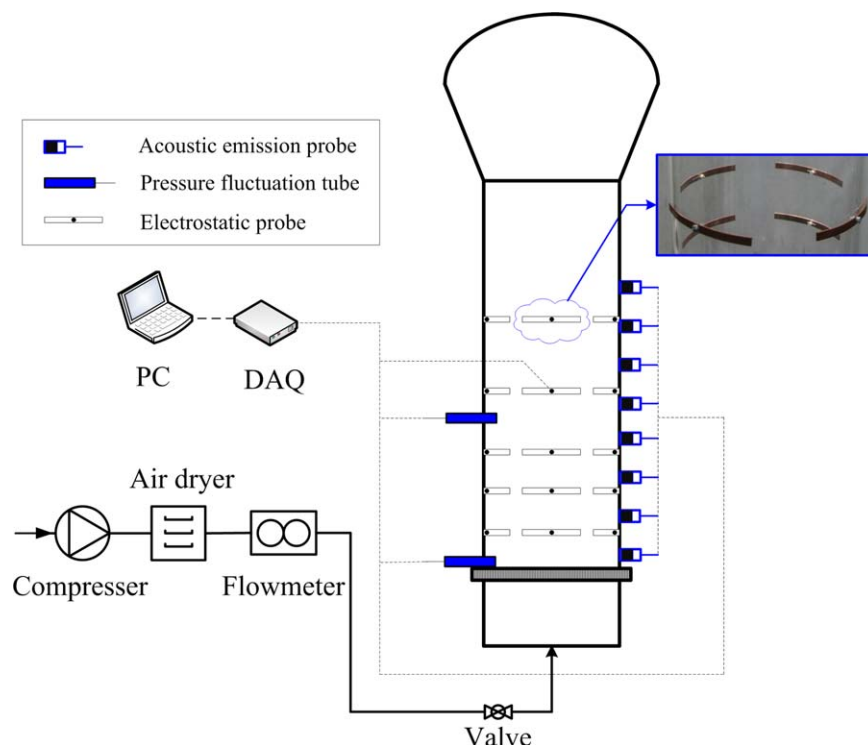 Acoustic emission probe
Pressure fluctuation tube
Electrostatic probe
PC
DAQ
Air dryer
Compresser
Flowmeter
Valve